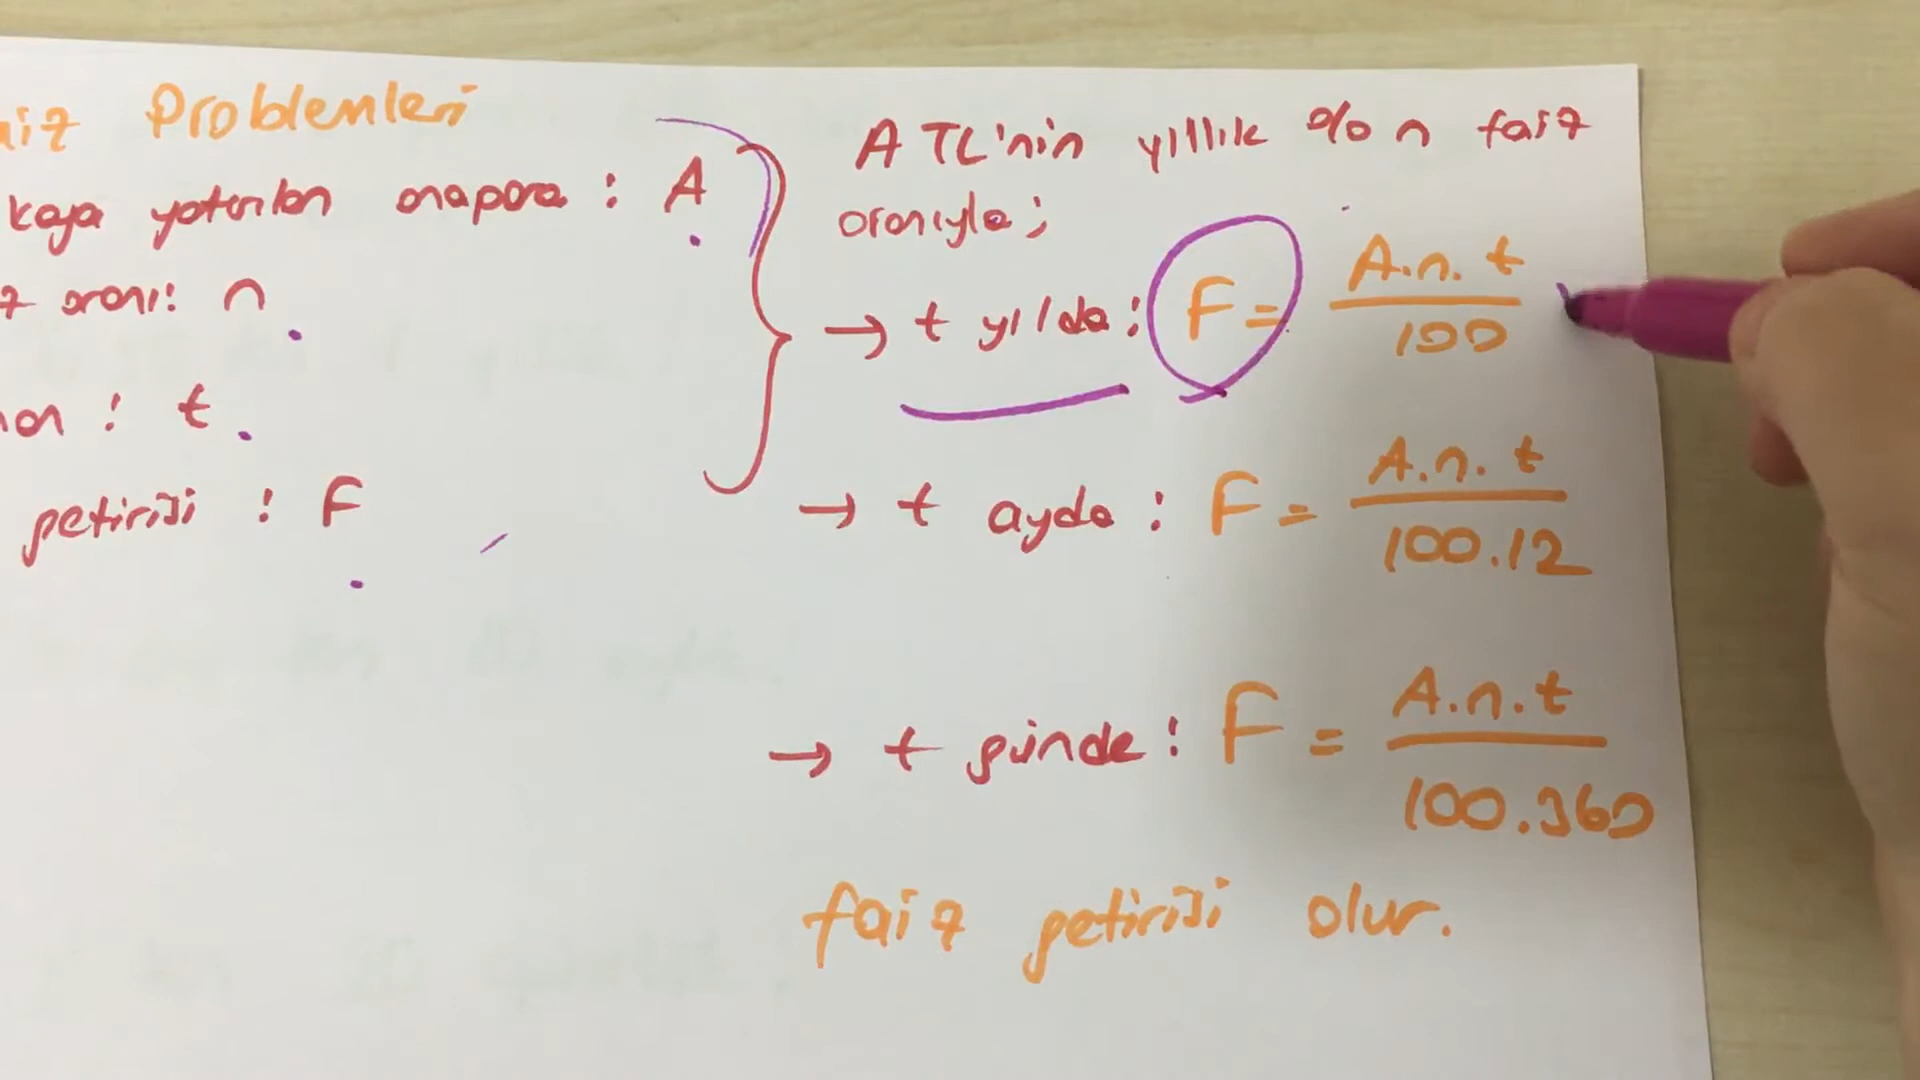 Problemleri
yatırılan anapara : A
oranı: n
: t
getirisi : F
A TL'nin yıllık % n faiz
oranıyla;
→ t yılda: F = A.n.t
100
→ t ayda : F = A.n.t
100.12
→ t günde: F = A.n.t
100.360
faiz getirisi olur.